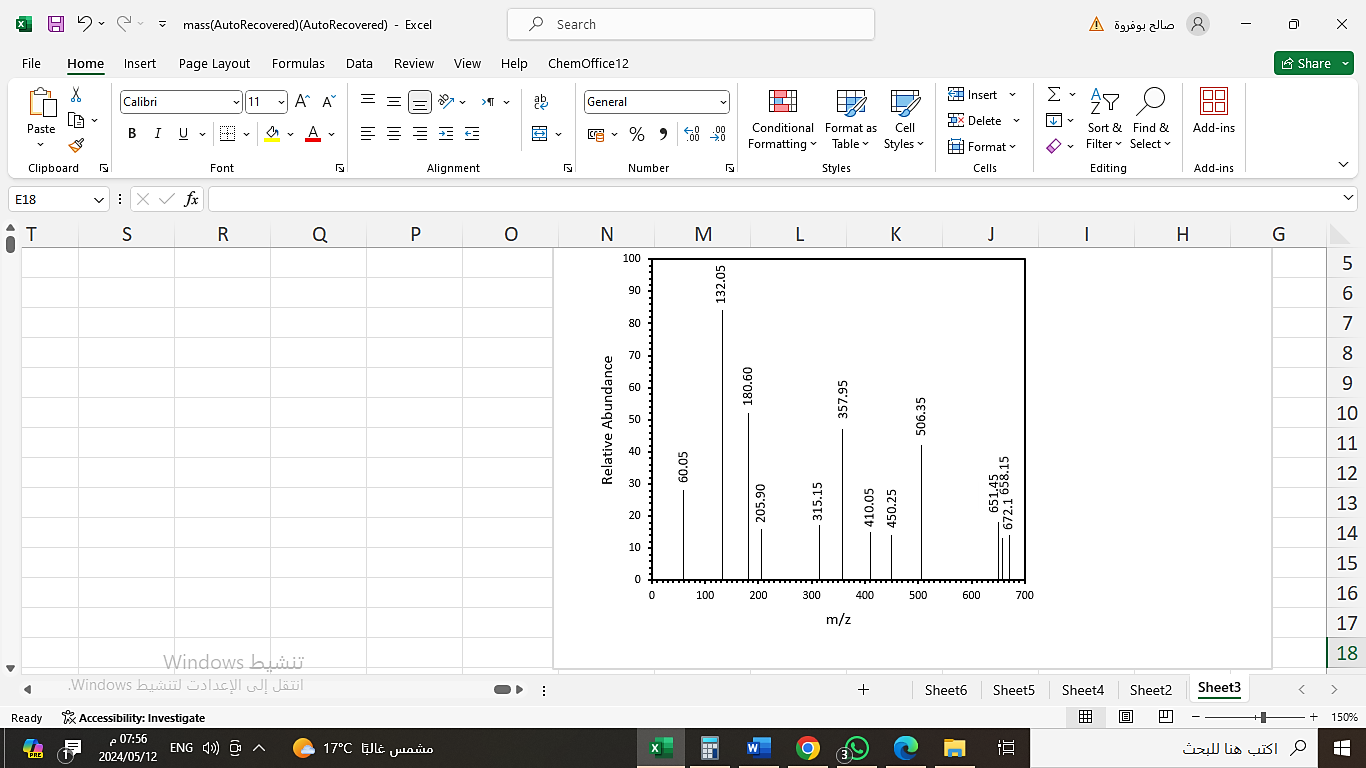 mass(AutoRecovered)(AutoRecovered) - Excel
Search
صالح بوفروة
File Home Insert Page Layout Formulas Data Review View Help ChemOffice12
Share
Paste
Clipboard
Calibri 11
B I U
Font
ab
Alignment
General
% 9
Number
Conditional Formatting
Format as Table
Cell Styles
Styles
Insert
Delete
Format
Cells
Sort & Filter
Find & Select
Editing
Add-ins
Add-ins
E18
fx
T S R Q P O N M L K J I H G
5
6
7
8
9
10
11
12
13
14
15
16
17
18
Relative Abundance
100
90
80
70
60
50
40
30
20
10
0
60.05
132.05
180.60
205.90
315.15
357.95
410.05
450.25
506.35
651.45
658.15
672.1
0 100 200 300 400 500 600 700
m/z
تنشيط Windows
انتقل إلى الإعدادت لتنشيط Windows.
Sheet6 Sheet5 Sheet4 Sheet2 Sheet3
Ready
Accessibility: Investigate
150%
PRE
1
07:56 م
2024/05/12
ENG
17°C مشمس غالبًا
3
اكتب هنا للبحث